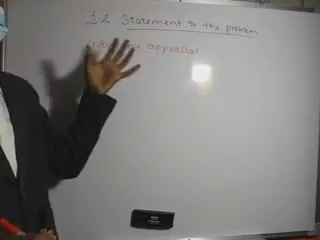 1.2 Statement of the problem
appraisal